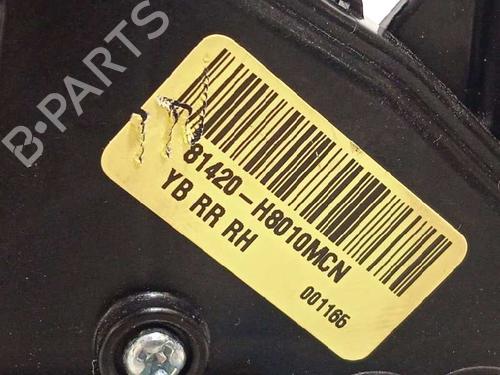 B-PARTS
81420-H8010MCN
YB RR RH
001166